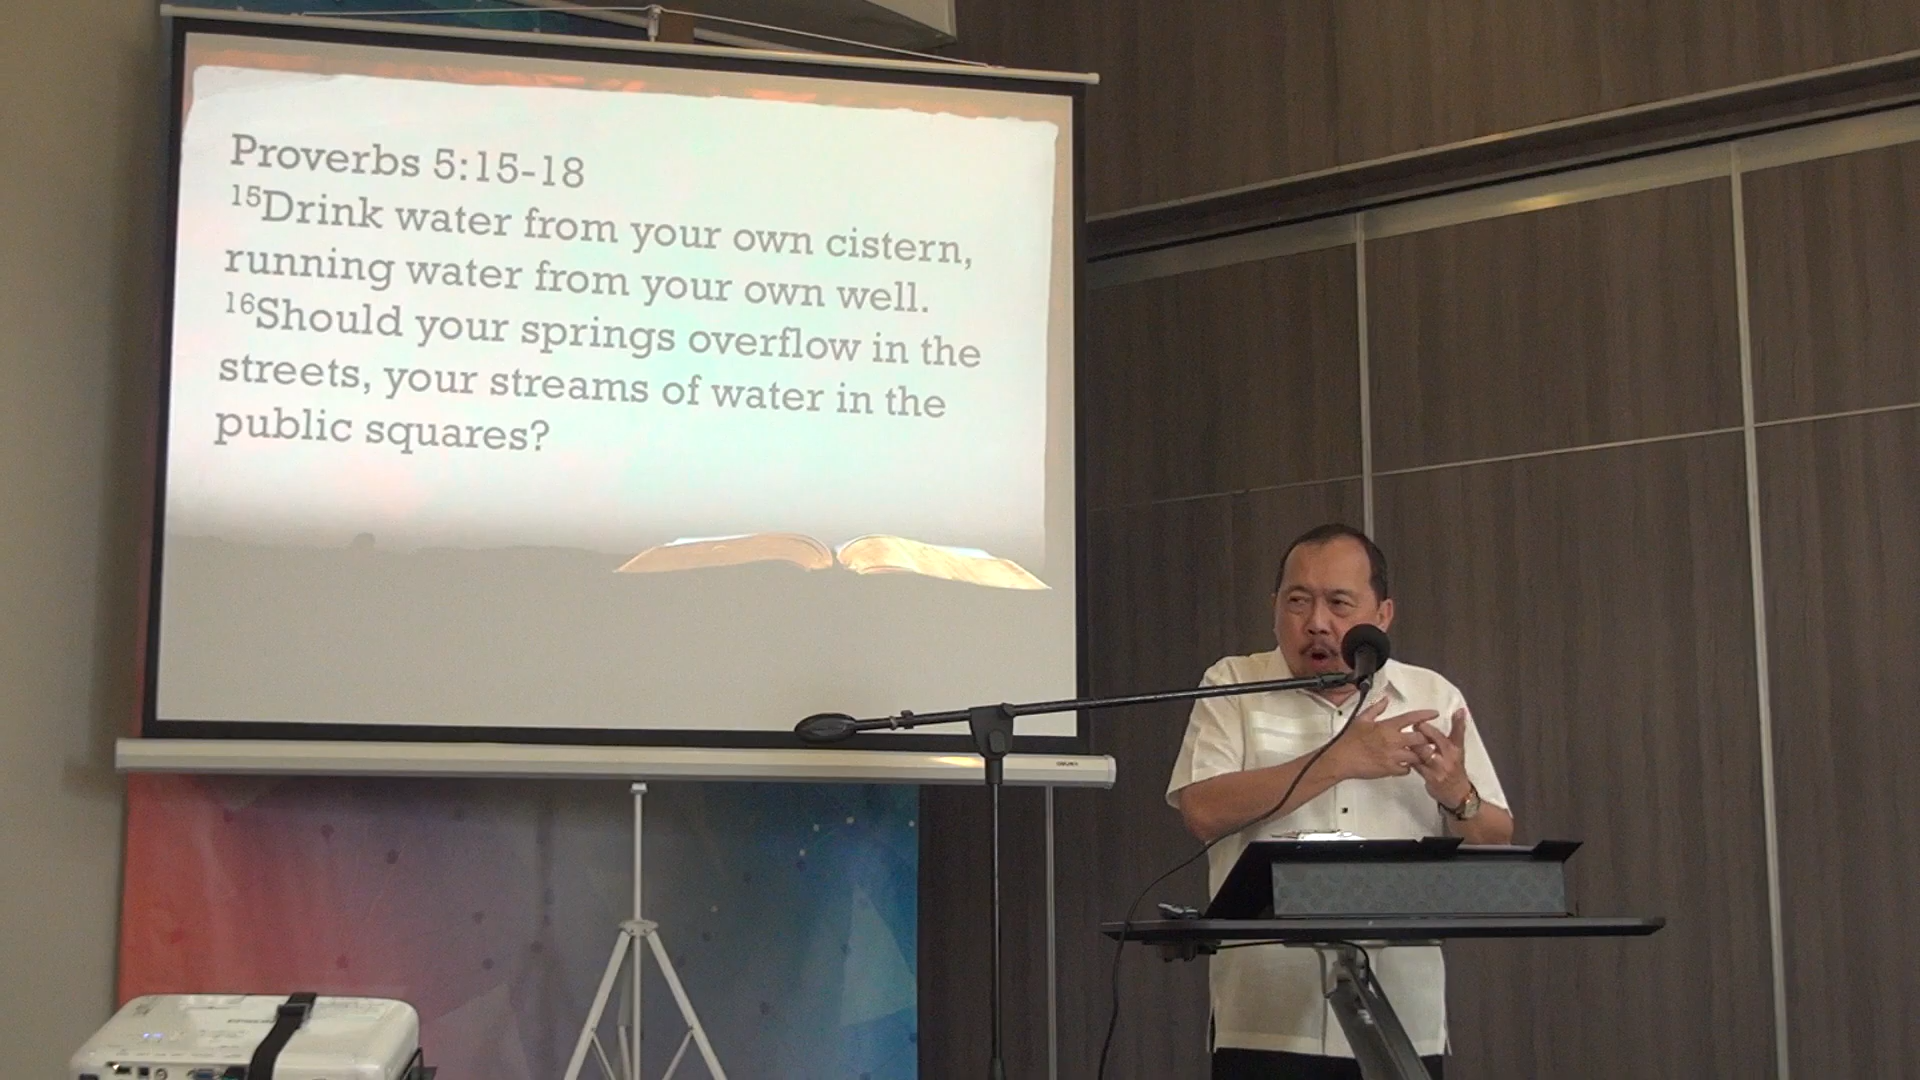 Proverbs 5:15-18
15Drink water from your own cistern,
running water from your own well.
16Should your springs overflow in the
streets, your streams of water in the
public squares?